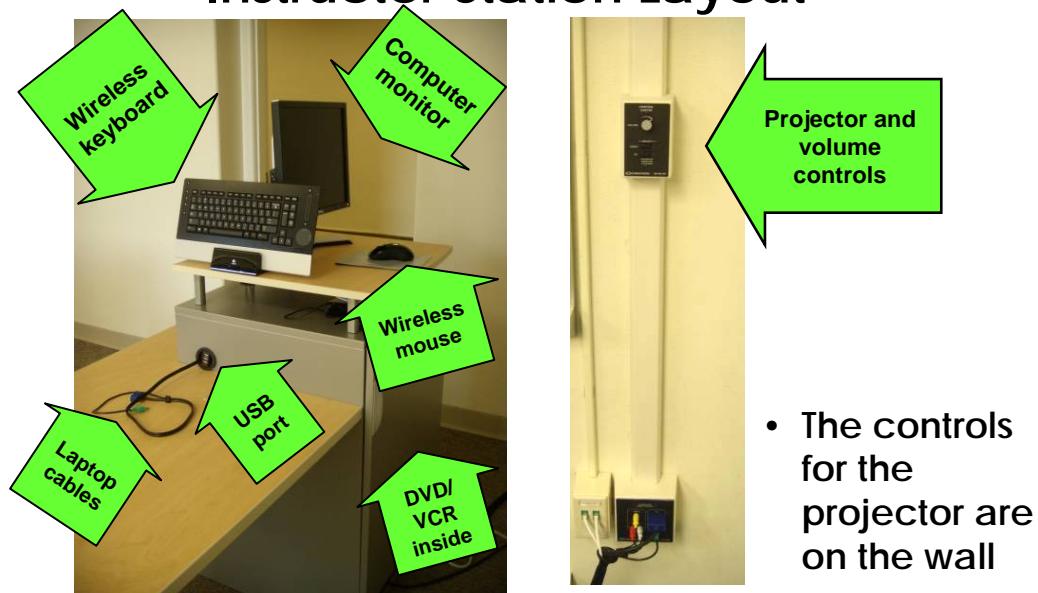 Instructor Station Layout
Wireless
keyboard
Computer
monitor
Wireless
mouse
USB
port
Laptop
cables
DVD/
VCR
inside
Projector and
volume
controls
• The controls
for the
projector are
on the wall